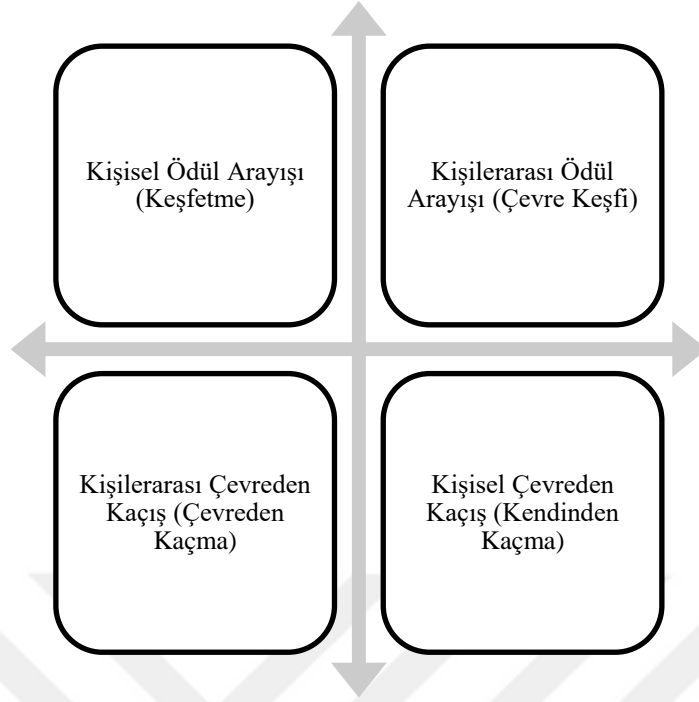 Kişisel Ödül Arayışı
(Keşfetme)
Kişilerarası Ödül
Arayışı (Çevre Keşfi)
Kişilerarası Çevreden
Kaçış (Çevreden
Kaçma)
Kişisel Çevreden
Kaçış (Kendinden
Kaçma)